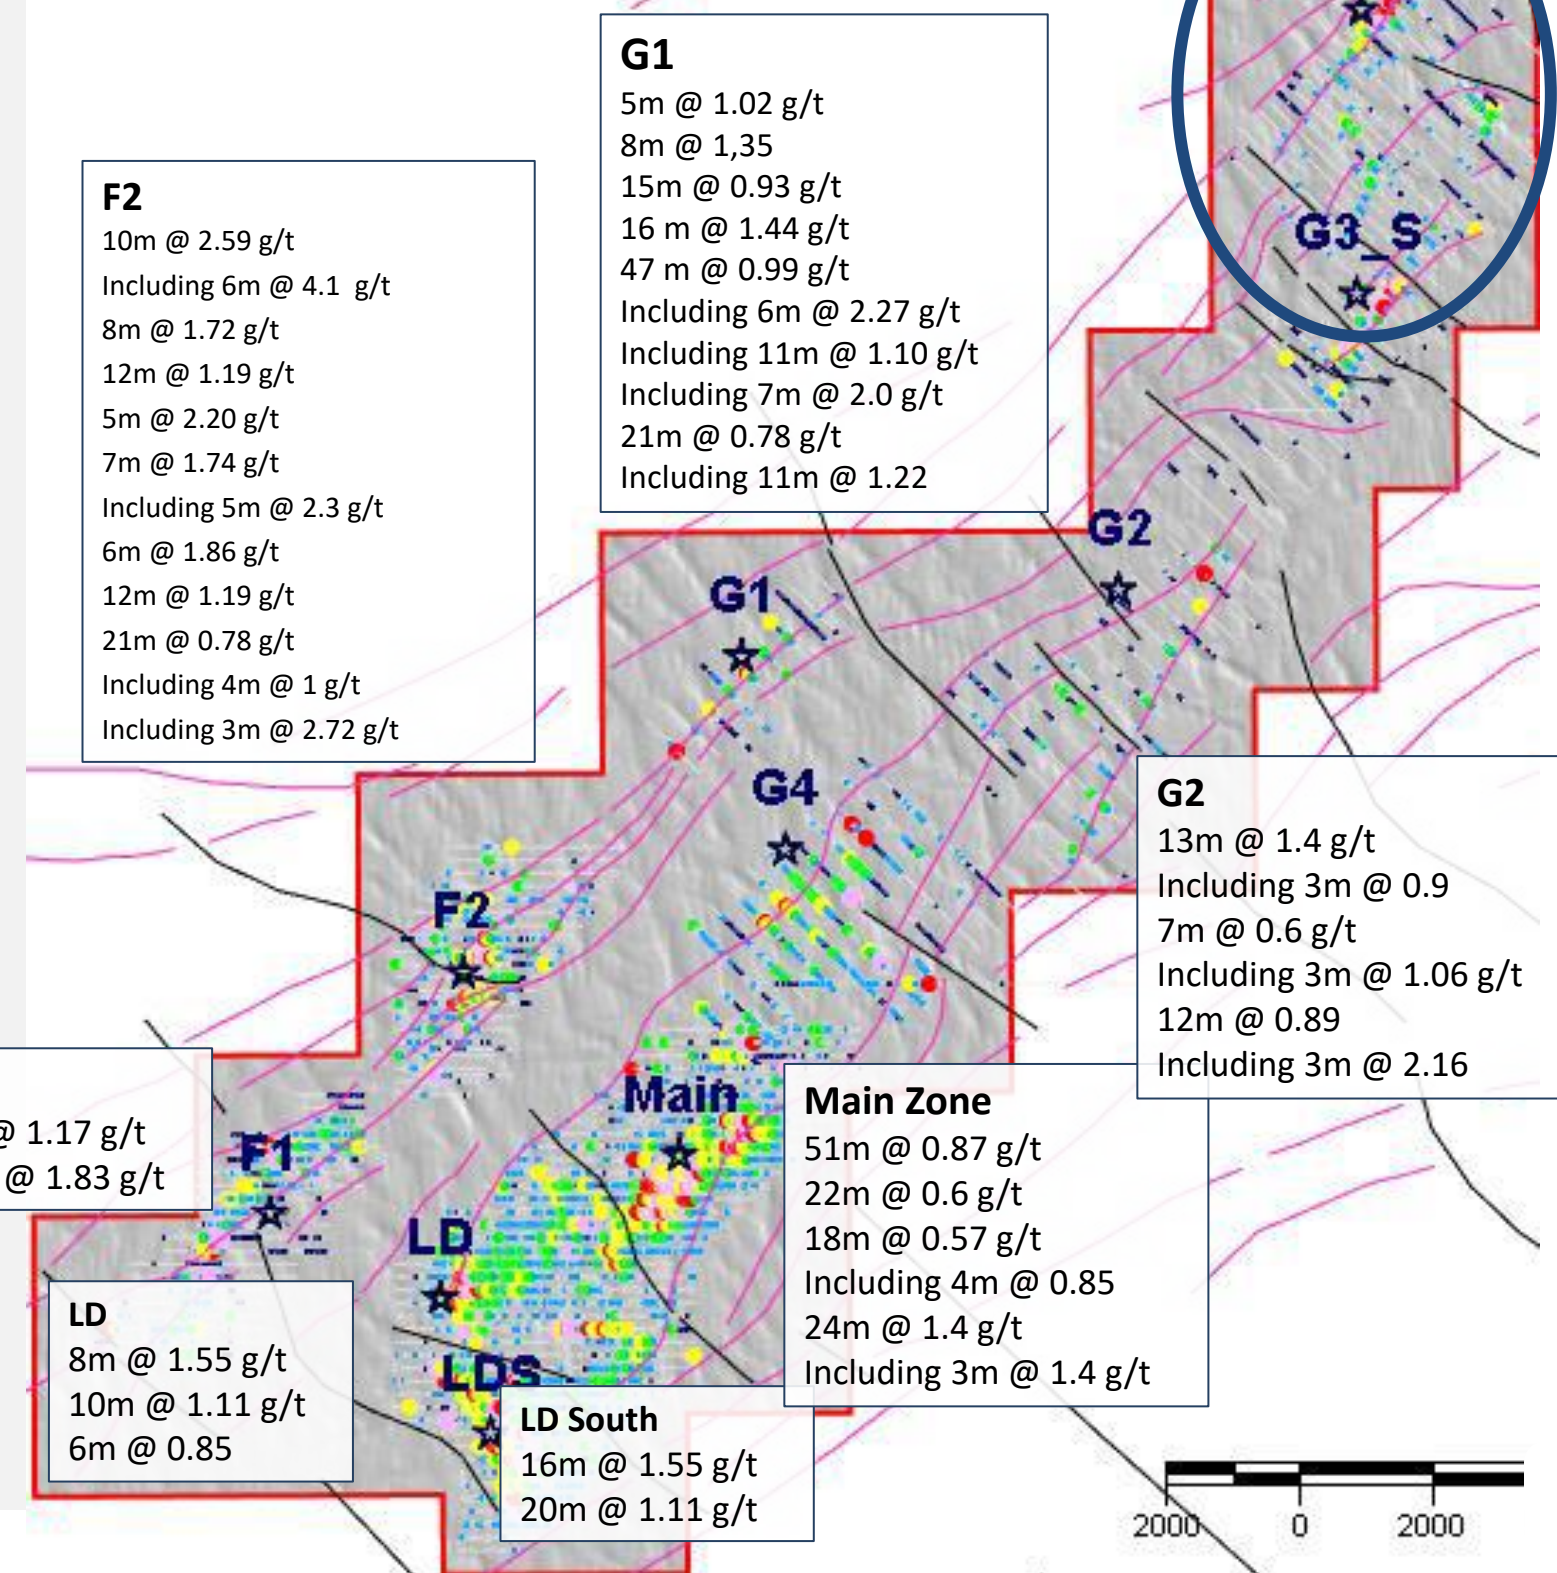 G1
5m @ 1.02 g/t
8m @ 1,35
15m @ 0.93 g/t
16 m @ 1.44 g/t
47 m @ 0.99 g/t
Including 6m @ 2.27 g/t
Including 11m @ 1.10 g/t
Including 7m @ 2.0 g/t
21m @ 0.78 g/t
Including 11m @ 1.22
F2
10m @ 2.59 g/t
Including 6m @ 4.1  g/t
8m @ 1.72 g/t
12m @ 1.19 g/t
5m @ 2.20 g/t
7m @ 1.74 g/t
Including 5m @ 2.3 g/t
6m @ 1.86 g/t
12m @ 1.19 g/t
21m @ 0.78 g/t
Including 4m @ 1 g/t
Including 3m @ 2.72 g/t
G3_S
G2
G1
G4
F2
Main
F1
LD
LDS
G2
13m @ 1.4 g/t
Including 3m @ 0.9
7m @ 0.6 g/t
Including 3m @ 1.06 g/t
12m @ 0.89
Including 3m @ 2.16
@ 1.17 g/t
@ 1.83 g/t
Main Zone
51m @ 0.87 g/t
22m @ 0.6 g/t
18m @ 0.57 g/t
Including 4m @ 0.85
24m @ 1.4 g/t
Including 3m @ 1.4 g/t
LD
8m @ 1.55 g/t
10m @ 1.11 g/t
6m @ 0.85
LD South
16m @ 1.55 g/t
20m @ 1.11 g/t
2000 0 2000